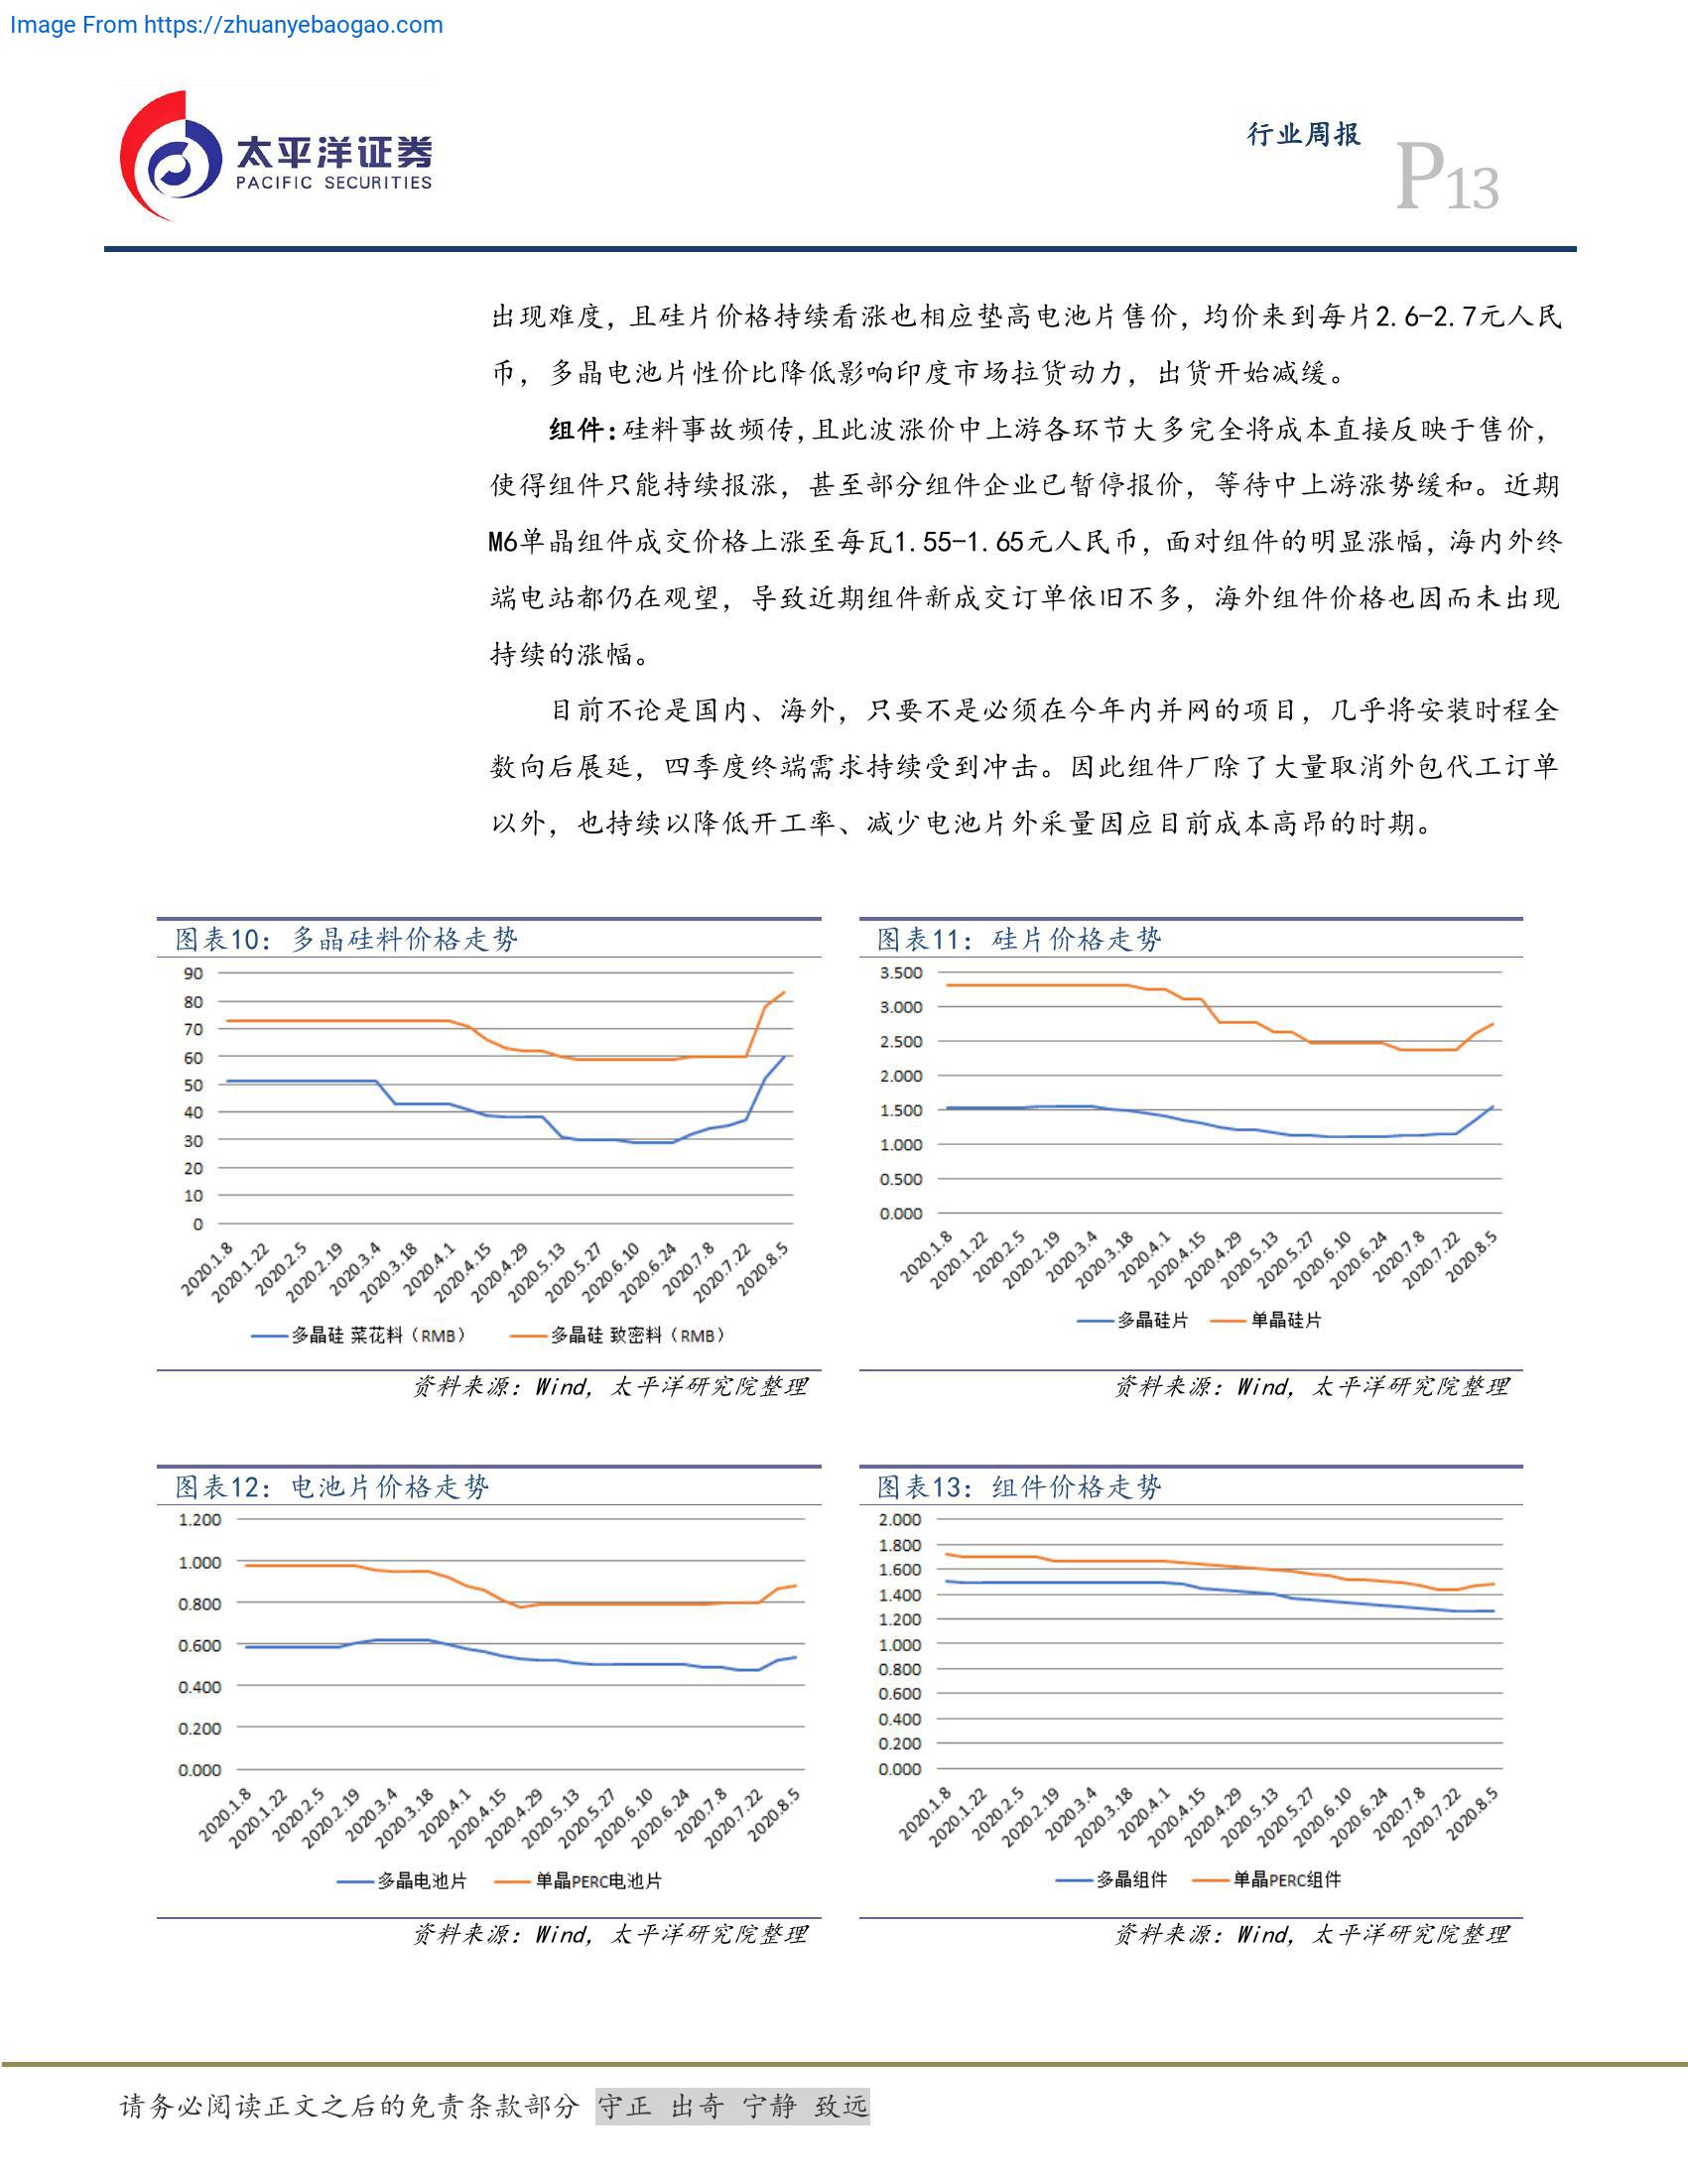 Image From https://zhuanyebaogao.com
太平洋证券
PACIFIC SECURITIES
行业周报
P13
出现难度，且硅片价格持续看涨也相应垫高电池片售价，均价来到每片2.6-2.7元人民
币，多晶电池片性价比降低影响印度市场拉货动力，出货开始减缓。
组件：硅料事故频传，且此波涨价中上游各环节大多完全将成本直接反映于售价，
使得组件只能持续报涨，甚至部分组件企业已暂停报价，等待中上游涨势缓和。近期
M6单晶组件成交价格上涨至每瓦1.55-1.65元人民币，面对组件的明显涨幅，海内外终
端电站都仍在观望，导致近期组件新成交订单依旧不多，海外组件价格也因而未出现
持续的涨幅。
目前不论是国内、海外，只要不是必须在今年内并网的项目，几乎将安装时程全
数向后展延，四季度终端需求持续受到冲击。因此组件厂除了大量取消外包代工订单
以外，也持续以降低开工率、减少电池片外采量因应目前成本高昂的时期。
图表10：多晶硅料价格走势
90
80
70
60
50
40
30
20
10
0
2020.1.8 2020.1.22 2020.2.5 2020.2.19 2020.3.4 2020.3.18 2020.4.1 2020.4.15 2020.4.29 2020.5.13 2020.5.27 2020.6.10 2020.6.24 2020.7.8 2020.7.22 2020.8.5
多晶硅 菜花料（RMB） 多晶硅 致密料（RMB）
资料来源：Wind，太平洋研究院整理
图表11：硅片价格走势
3.500
3.000
2.500
2.000
1.500
1.000
0.500
0.000
2020.1.8 2020.1.22 2020.2.5 2020.2.19 2020.3.4 2020.3.18 2020.4.1 2020.4.15 2020.4.29 2020.5.13 2020.5.27 2020.6.10 2020.6.24 2020.7.8 2020.7.22 2020.8.5
多晶硅片 单晶硅片
资料来源：Wind，太平洋研究院整理
图表12：电池片价格走势
1.200
1.000
0.800
0.600
0.400
0.200
0.000
2020.1.8 2020.1.22 2020.2.5 2020.2.19 2020.3.4 2020.3.18 2020.4.1 2020.4.15 2020.4.29 2020.5.13 2020.5.27 2020.6.10 2020.6.24 2020.7.8 2020.7.22 2020.8.5
多晶电池片 单晶PERC电池片
资料来源：Wind，太平洋研究院整理
图表13：组件价格走势
2.000
1.800
1.600
1.400
1.200
1.000
0.800
0.600
0.400
0.200
0.000
2020.1.8 2020.1.22 2020.2.5 2020.2.19 2020.3.4 2020.3.18 2020.4.1 2020.4.15 2020.4.29 2020.5.13 2020.5.27 2020.6.10 2020.6.24 2020.7.8 2020.7.22 2020.8.5
多晶组件 单晶PERC组件
资料来源：Wind，太平洋研究院整理
请务必阅读正文之后的免责条款部分 守正 出奇 宁静 致远